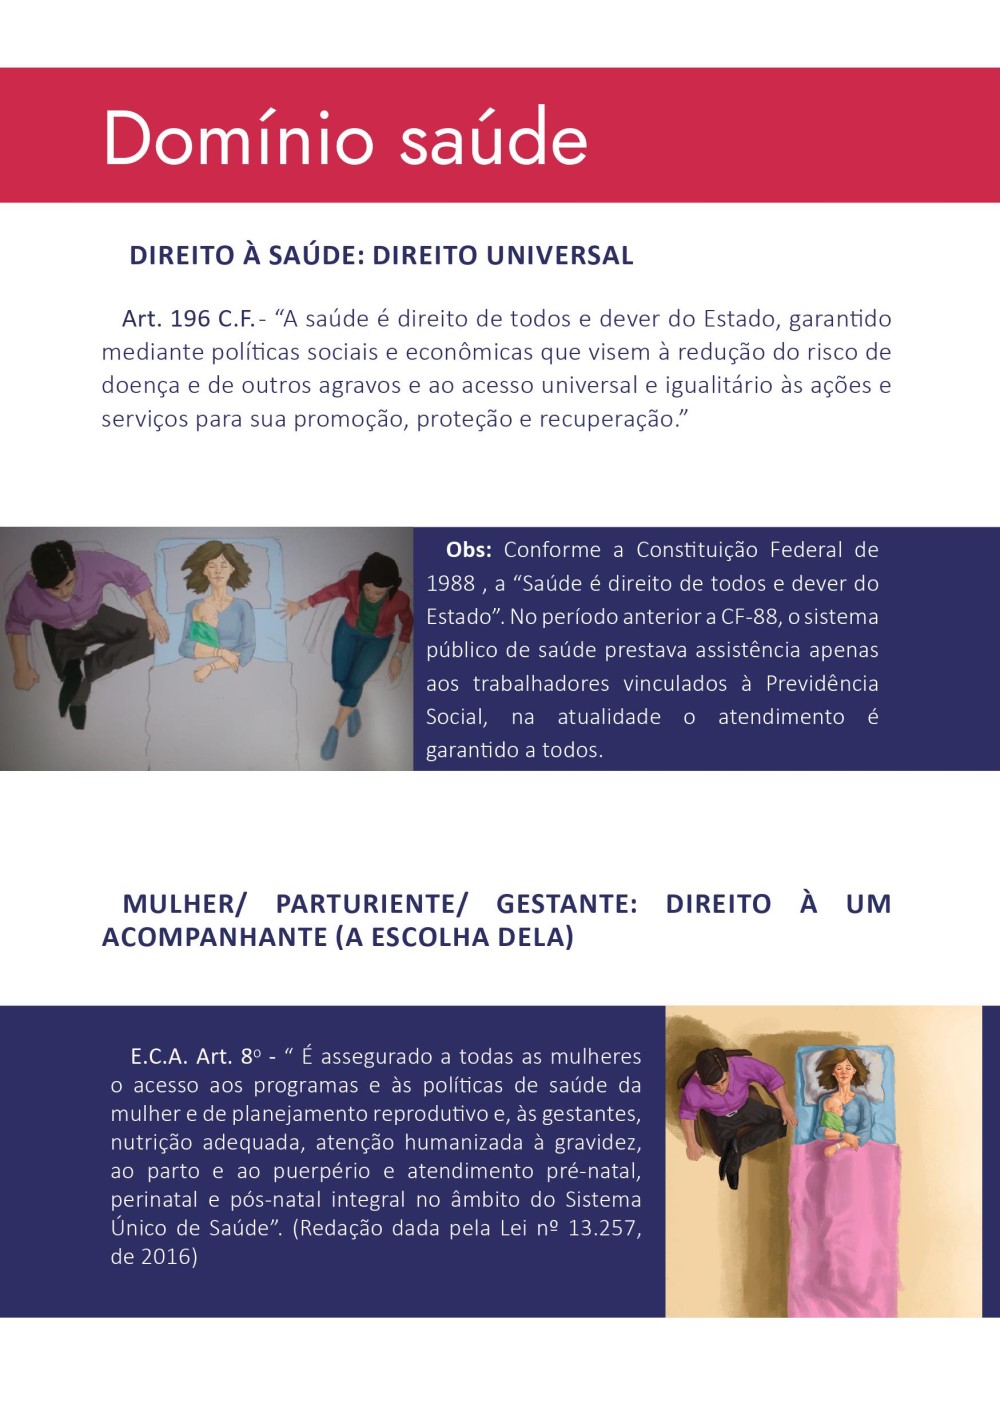 Domínio saúde
DIREITO À SAÚDE: DIREITO UNIVERSAL
Art. 196 C.F. - “A saúde é direito de todos e dever do Estado, garantido
mediante políticas sociais e econômicas que visem à redução do risco de
doença e de outros agravos e ao acesso universal e igualitário às ações e
serviços para sua promoção, proteção e recuperação.”
Obs: Conforme a Constituição Federal de
1988 , a “Saúde é direito de todos e dever do
Estado”. No período anterior a CF-88, o sistema
público de saúde prestava assistência apenas
aos trabalhadores vinculados à Previdência
Social, na atualidade o atendimento é
garantido a todos.
MULHER/ PARTURIENTE/ GESTANTE: DIREITO À UM
ACOMPANHANTE (A ESCOLHA DELA)
E.C.A. Art. 8º - “ É assegurado a todas as mulheres
o acesso aos programas e às políticas de saúde da
mulher e de planejamento reprodutivo e, às gestantes,
nutrição adequada, atenção humanizada à gravidez,
ao parto e ao puerpério e atendimento pré-natal,
perinatal e pós-natal integral no âmbito do Sistema
Único de Saúde”. (Redação dada pela Lei nº 13.257,
de 2016)